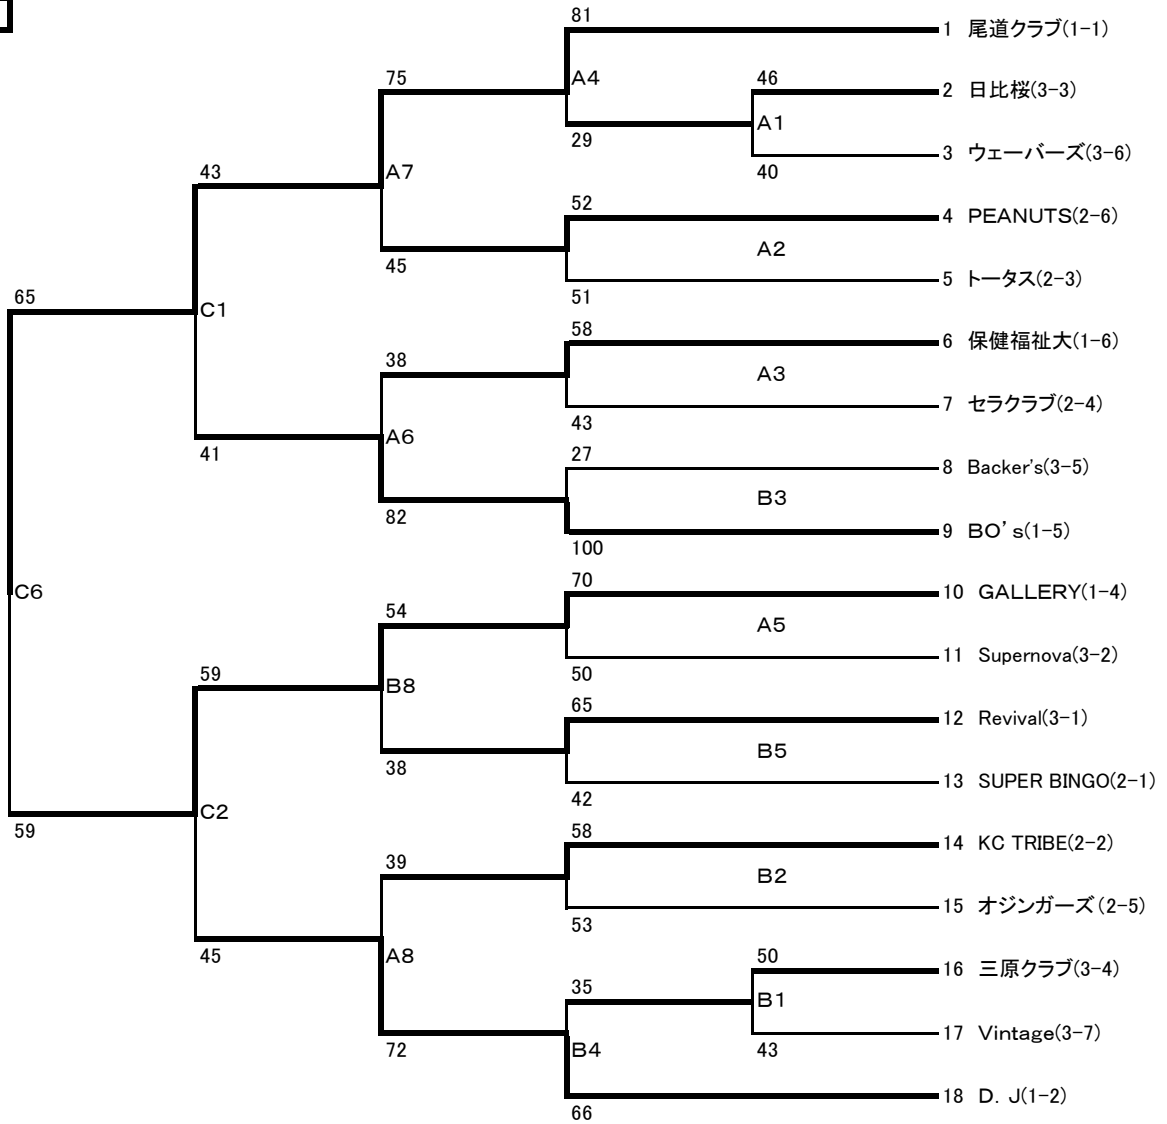 81
1 尾道クラブ(1-1)
75
A4
46
2 日比桜(3-3)
29
A1
43
A7
40
3 ウェーバーズ(3-6)
52
4 PEANUTS(2-6)
45
A2
65
C1
51
5 トータス(2-3)
58
6 保健福祉大(1-6)
38
A3
41
A6
43
7 セラクラブ(2-4)
27
8 Backer's(3-5)
82
B3
100
9 BO's(1-5)
C6
54
70
10 GALLERY(1-4)
A5
59
B8
50
11 Supernova(3-2)
65
12 Revival(3-1)
38
B5
59
C2
42
13 SUPER BINGO(2-1)
58
14 KC TRIBE(2-2)
39
B2
45
A8
53
15 オジンガーズ(2-5)
50
16 三原クラブ(3-4)
35
B1
72
B4
43
17 Vintage(3-7)
66
18 D．J(1-2)